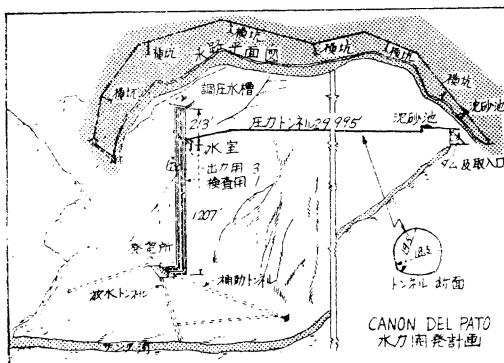 横坑
水路平面図
横坑
横坑
横坑
横坑
横坑
調圧水槽
213
圧力トンネル29.995
泥砂池
泥砂池
水室
出力用 3
検査用 1
ダム及取入口
1207
発電所
補助トンネル
放水トンネル
トンネル断面
CANON DEL PATO
水力開発計画